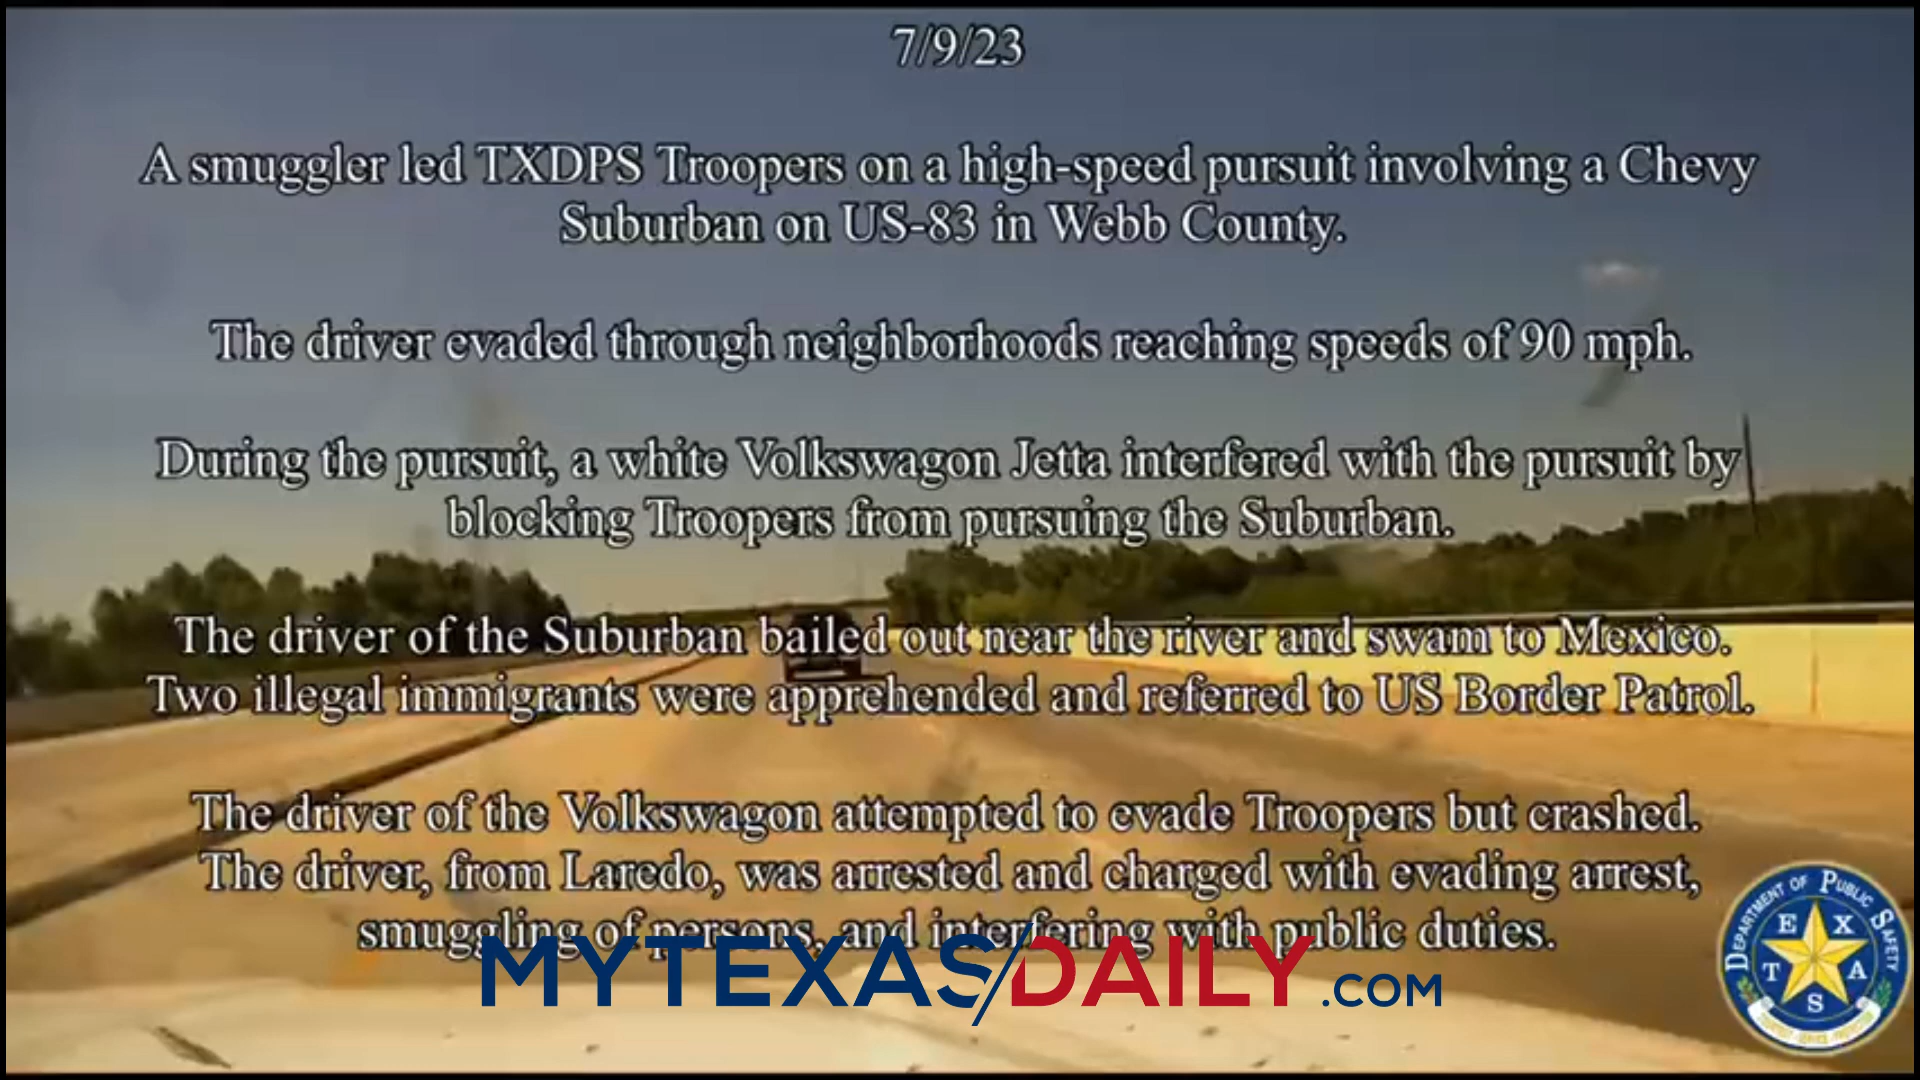 7/9/23
A smuggler led TXDPS Troopers on a high-speed pursuit involving a Chevy
Suburban on US-83 in Webb County.
The driver evaded through neighborhoods reaching speeds of 90 mph.
During the pursuit, a white Volkswagon Jetta interfered with the pursuit by
blocking Troopers from pursuing the Suburban.
The driver of the Suburban bailed out near the river and swam to Mexico.
Two illegal immigrants were apprehended and referred to US Border Patrol.
The driver of the Volkswagon attempted to evade Troopers but crashed.
The driver, from Laredo, was arrested and charged with evading arrest,
smuggling of persons, and interfering with public duties.
MYTEXAS/DAILY.COM
DEPARTMENT OF PUBLIC SAFETY
TEXAS